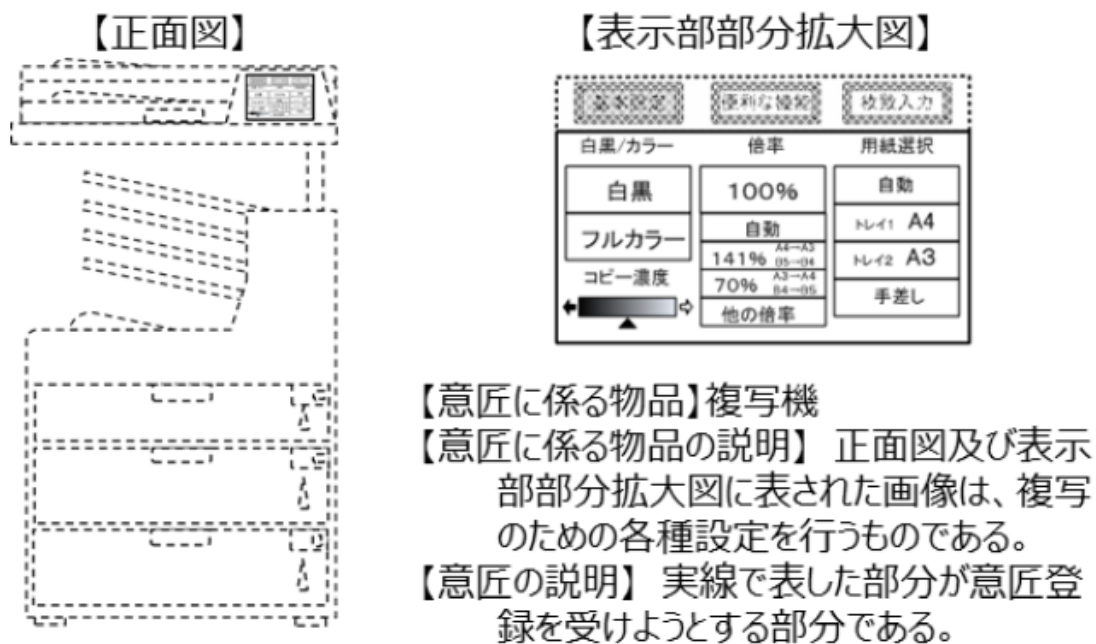 【正面図】
【表示部部分拡大図】
基本設定 便利な機能 枚数入力
白黒/カラー 倍率 用紙選択
白黒
フルカラー
コピー濃度
100%
自動
141% A4→A3 B5→B4
70% A3→A4 B4→B5
他の倍率
自動
トレイ1 A4
トレイ2 A3
手差し
【意匠に係る物品】複写機
【意匠に係る物品の説明】 正面図及び表示
部部分拡大図に表された画像は、複写
のための各種設定を行うものである。
【意匠の説明】 実線で表した部分が意匠登
録を受けようとする部分である。